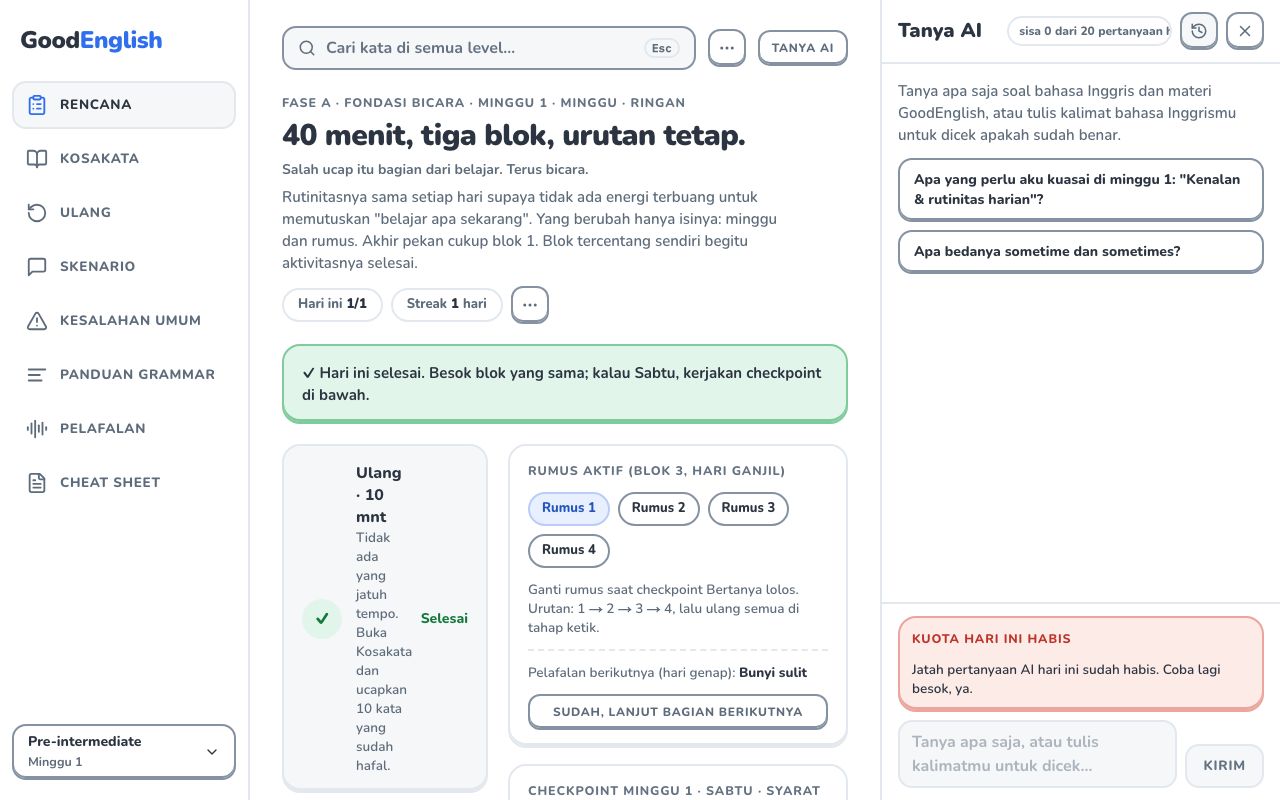 GoodEnglish
RENCANA
KOSAKATA
ULANG
SKENARIO
KESALAHAN UMUM
PANDUAN GRAMMAR
PELAFALAN
CHEAT SHEET
Pre-intermediate
Minggu 1
Cari kata di semua level...
Esc
TANYA AI
FASE A · FONDASI BICARA · MINGGU 1 · MINGGU · RINGAN
40 menit, tiga blok, urutan tetap.
Salah ucap itu bagian dari belajar. Terus bicara.
Rutinitasnya sama setiap hari supaya tidak ada energi terbuang untuk
memutuskan "belajar apa sekarang". Yang berubah hanya isinya: minggu
dan rumus. Akhir pekan cukup blok 1. Blok tercentang sendiri begitu
aktivitasnya selesai.
Hari ini 1/1
Streak 1 hari
✓ Hari ini selesai. Besok blok yang sama; kalau Sabtu, kerjakan checkpoint
di bawah.
Ulang
· 10
mnt
Tidak
ada
yang
jatuh
tempo.
Buka
Kosakata
dan
ucapkan
10 kata
yang
sudah
hafal.
Selesai
RUMUS AKTIF (BLOK 3, HARI GANJIL)
Rumus 1
Rumus 2
Rumus 3
Rumus 4
Ganti rumus saat checkpoint Bertanya lolos.
Urutan: 1 → 2 → 3 → 4, lalu ulang semua di
tahap ketik.
Pelafalan berikutnya (hari genap): Bunyi sulit
SUDAH, LANJUT BAGIAN BERIKUTNYA
CHECKPOINT MINGGU 1 · SABTU · SYARAT
Tanya AI
sisa 0 dari 20 pertanyaan
Tanya apa saja soal bahasa Inggris dan materi
GoodEnglish, atau tulis kalimat bahasa Inggrismu
untuk dicek apakah sudah benar.
Apa yang perlu aku kuasai di minggu 1: "Kenalan
& rutinitas harian"?
Apa bedanya sometime dan sometimes?
KUOTA HARI INI HABIS
Jatah pertanyaan AI hari ini sudah habis. Coba lagi
besok, ya.
Tanya apa saja, atau tulis
kalimatmu untuk dicek...
KIRIM